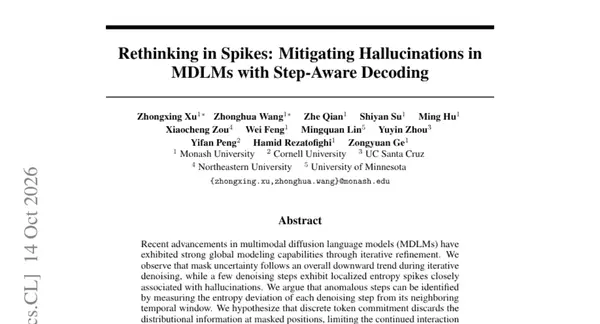 Rethinking in Spikes: Mitigating Hallucinations in
MDLMs with Step-Aware Decoding
Zhongxing Xu1* Zhonghua Wang1* Zhe Qian1 Shiyan Su1 Ming Hu1
Xiaocheng Zou4 Wei Feng1 Mingquan Lin5 Yuyin Zhou3
Yifan Peng2 Hamid Rezatofighi1 Zongyuan Ge1
1 Monash University 2 Cornell University 3 UC Santa Cruz
4 Northeastern University 5 University of Minnesota
{zhongxing.xu,zhonghua.wang}@monash.edu
Abstract
Recent advancements in multimodal diffusion language models (MDLMs) have
exhibited strong global modeling capabilities through iterative refinement. We
observe that mask uncertainty follows an overall downward trend during iterative
denoising, while a few denoising steps exhibit localized entropy spikes closely
associated with hallucinations. We argue that anomalous steps can be identified
by measuring the entropy deviation of each denoising step from its neighboring
temporal window. We hypothesize that discrete token commitment discards the
distributional information at masked positions, limiting the continued interaction
s.CL] 14 Oct 2026